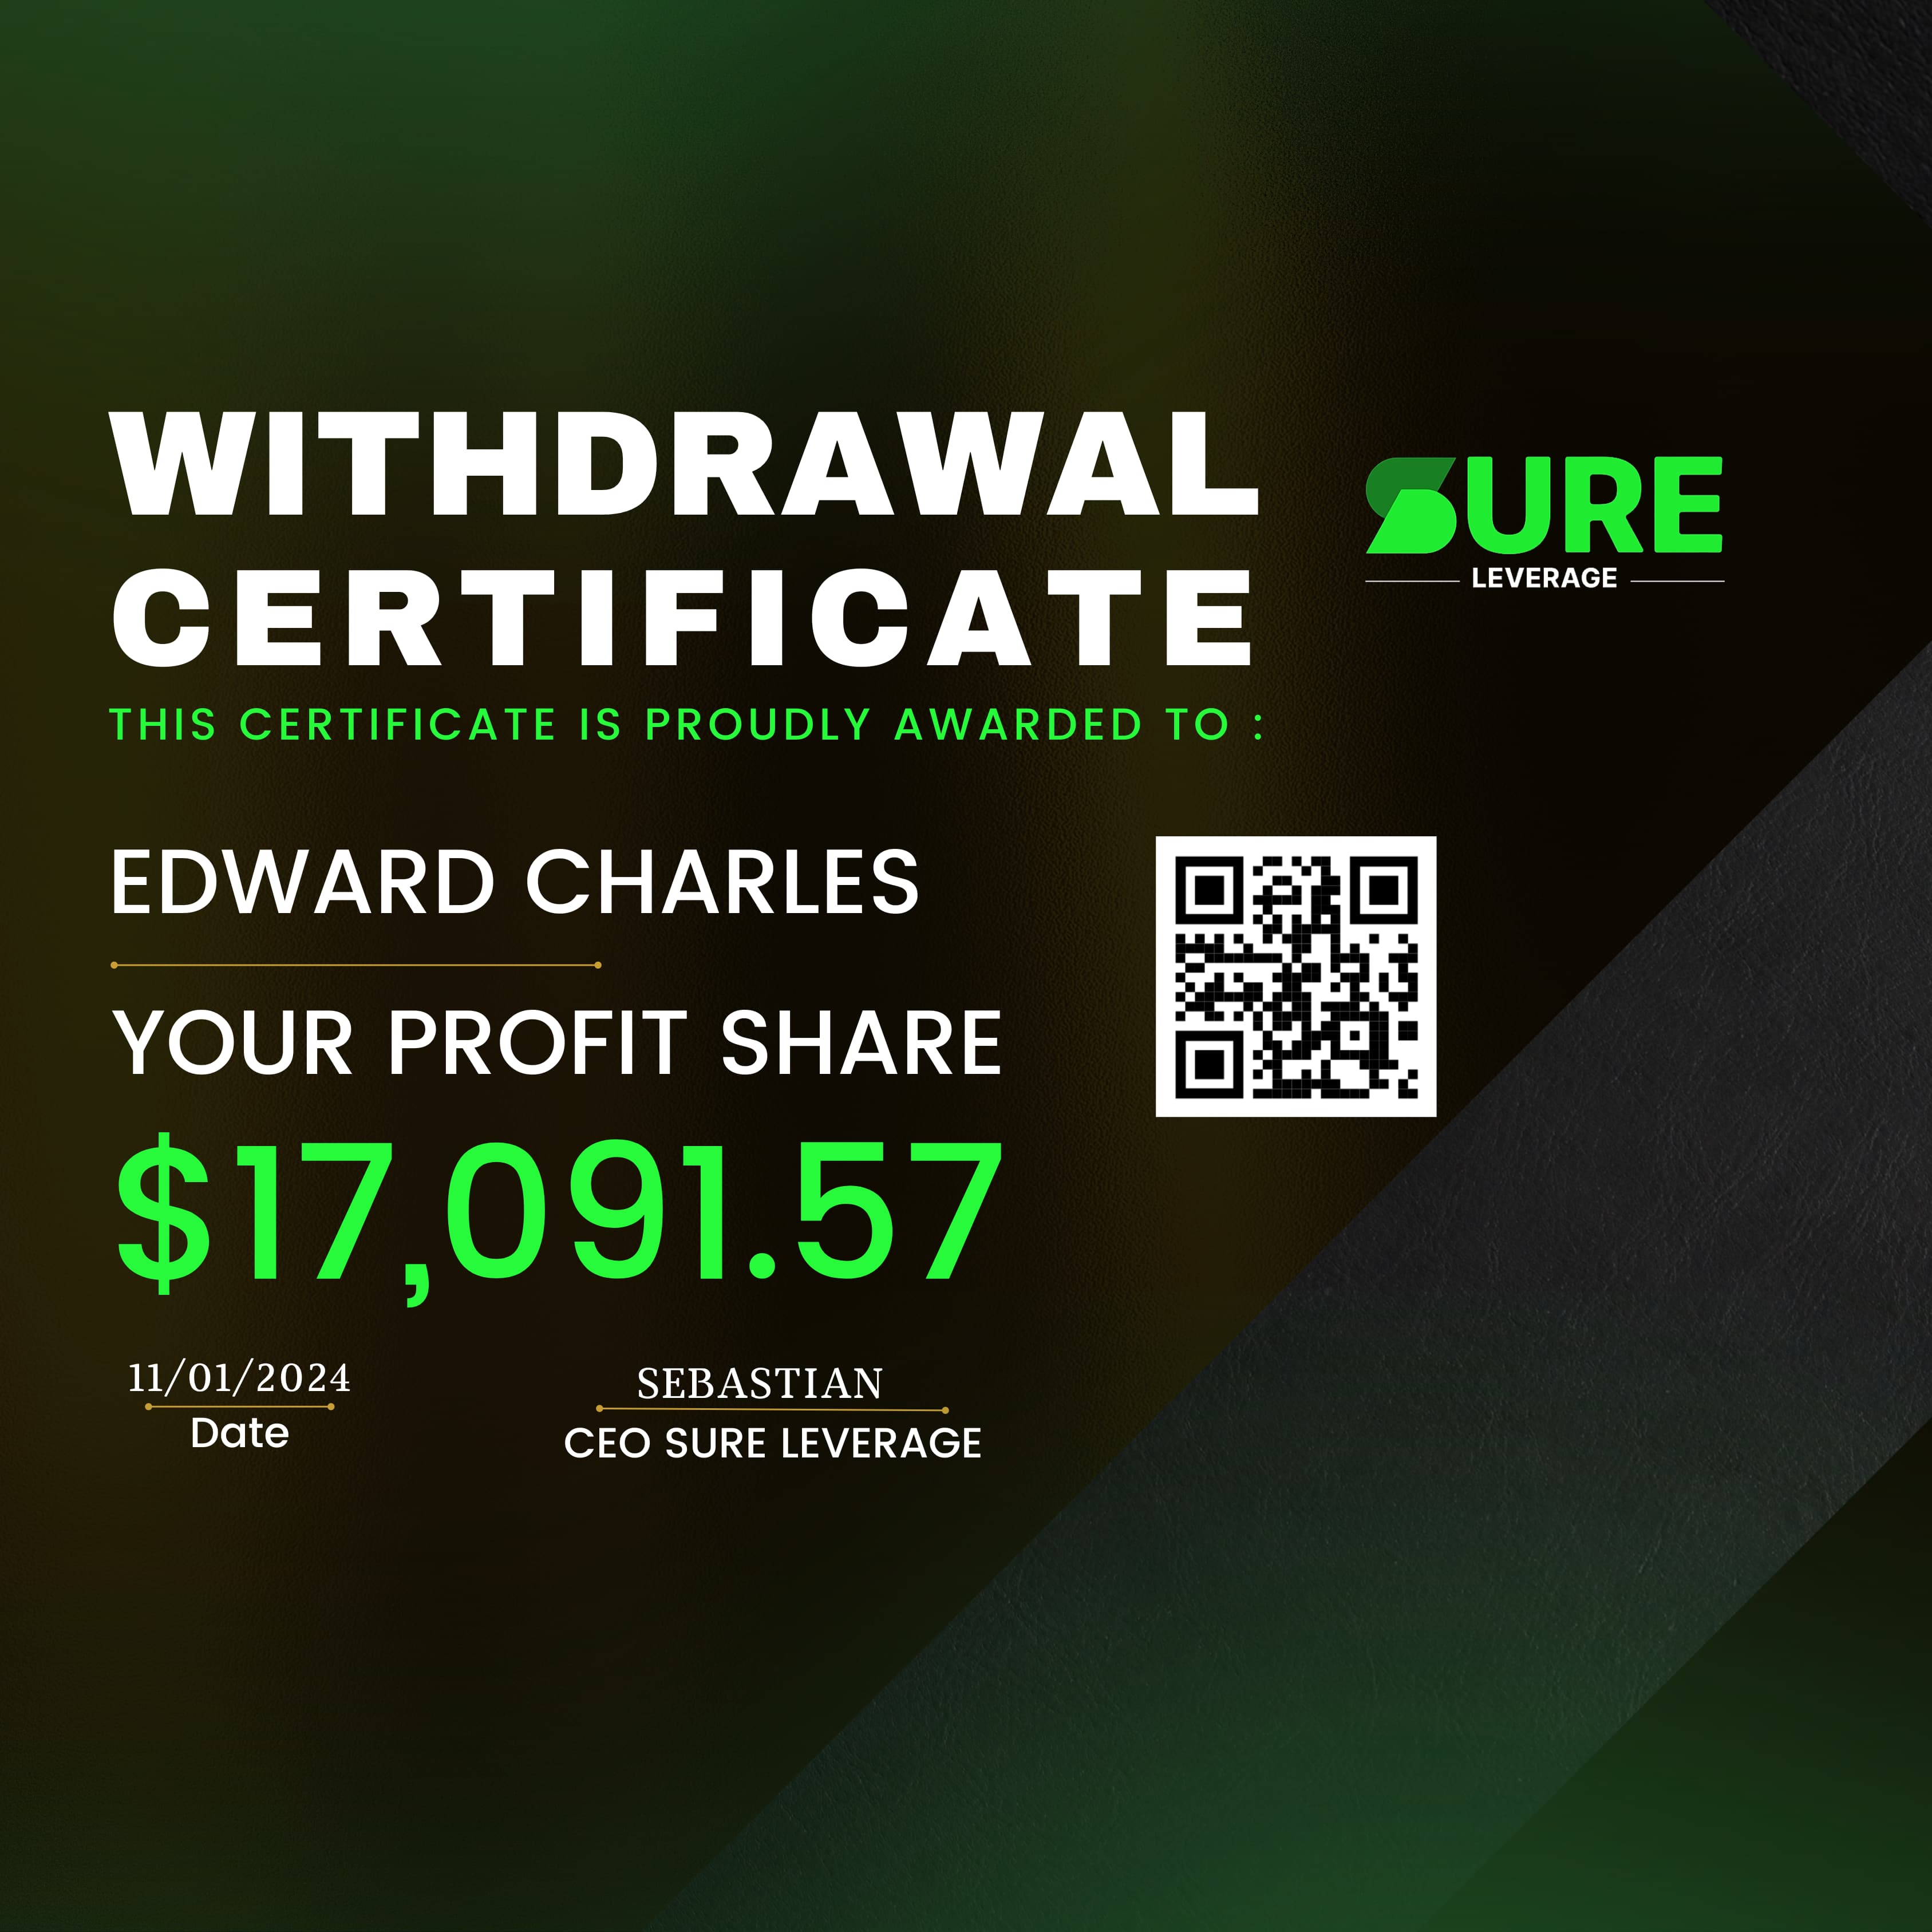 WITHDRAWAL
CERTIFICATE
SURE
LEVERAGE
THIS CERTIFICATE IS PROUDLY AWARDED TO :
EDWARD CHARLES
YOUR PROFIT SHARE
$17,091.57
11/01/2024
Date
SEBASTIAN
CEO SURE LEVERAGE